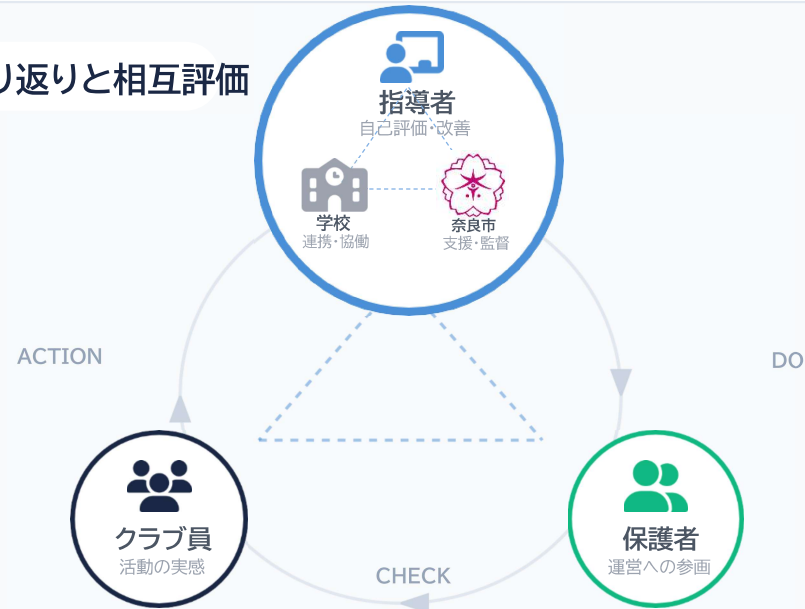 り返りと相互評価
指導者
自己評価・改善
学校
連携・協働
奈良市
支援・監督
ACTION
DO
クラブ員
活動の実感
保護者
運営への参画
CHECK